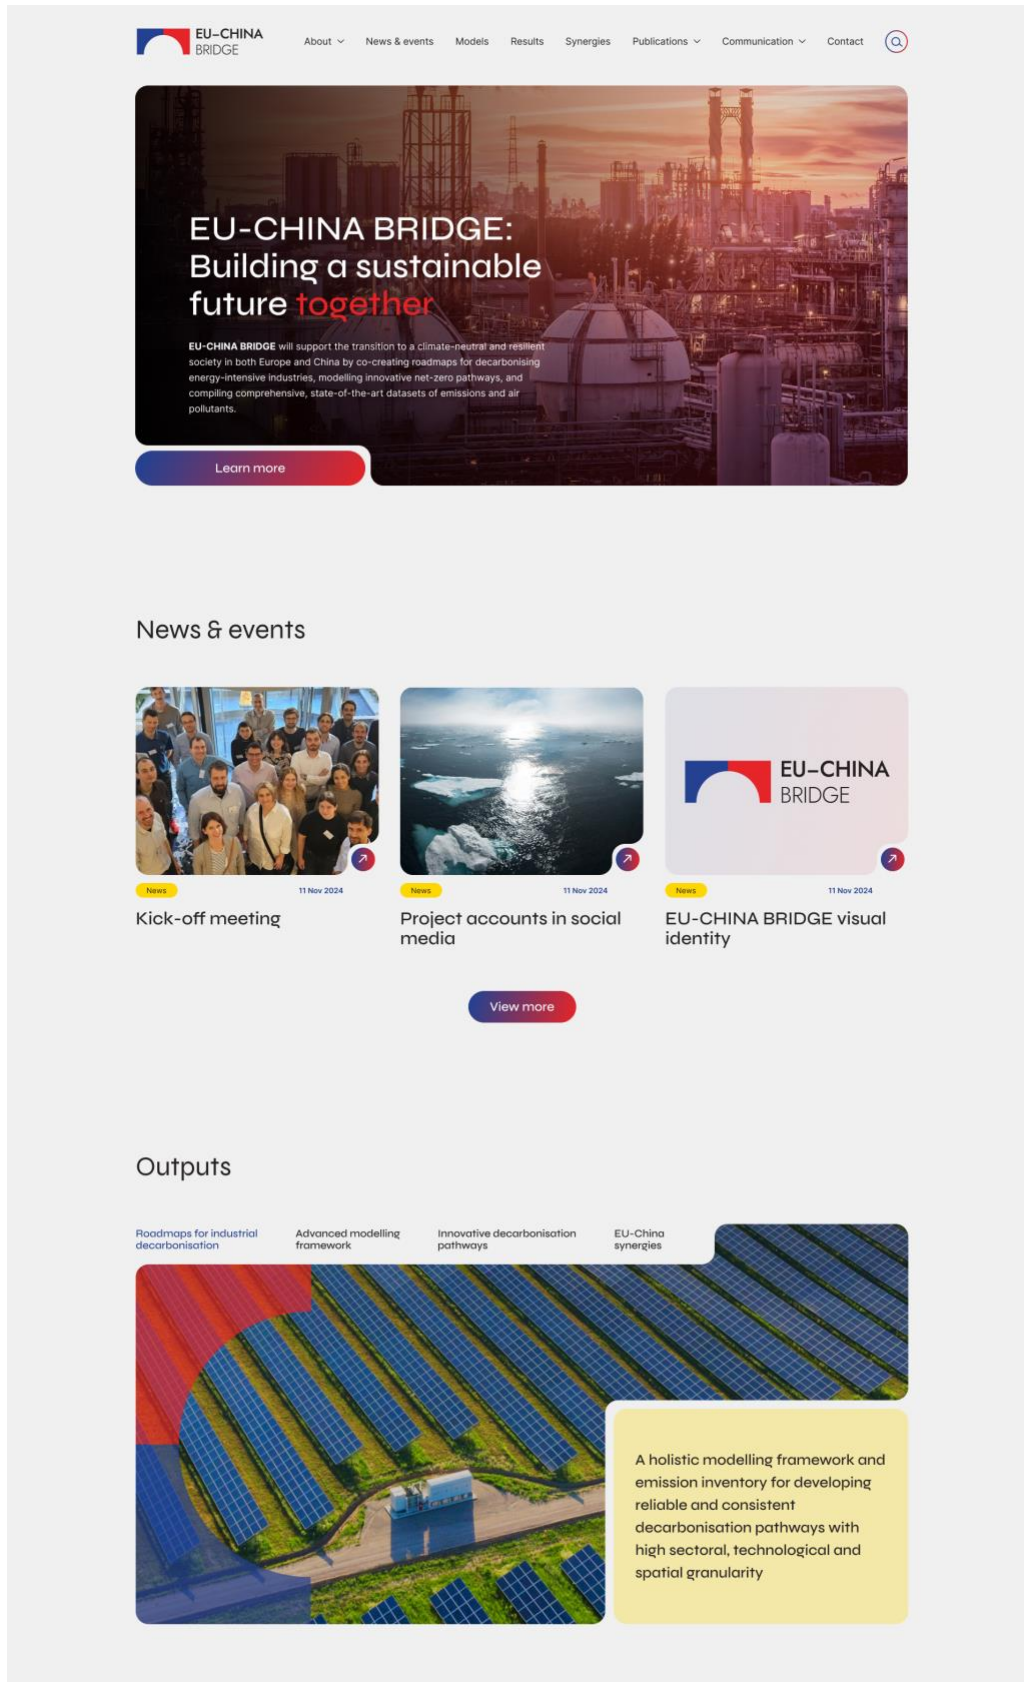 EU–CHINA
BRIDGE
About
News & events
Models
Results
Synergies
Publications
Communication
Contact
EU-CHINA BRIDGE:
Building a sustainable
future together
EU-CHINA BRIDGE will support the transition to a climate-neutral and resilient
society in both Europe and China by co-creating roadmaps for decarbonising
energy-intensive industries, modelling innovative net-zero pathways, and
compiling comprehensive, state-of-the-art datasets of emissions and air
pollutants.
Learn more
News & events
EU–CHINA
BRIDGE
News
11 Nov 2024
Kick-off meeting
News
11 Nov 2024
Project accounts in social
media
News
11 Nov 2024
EU-CHINA BRIDGE visual
identity
View more
Outputs
Roadmaps for industrial
decarbonisation
Advanced modelling
framework
Innovative decarbonisation
pathways
EU-China
synergies
A holistic modelling framework and
emission inventory for developing
reliable and consistent
decarbonisation pathways with
high sectoral, technological and
spatial granularity